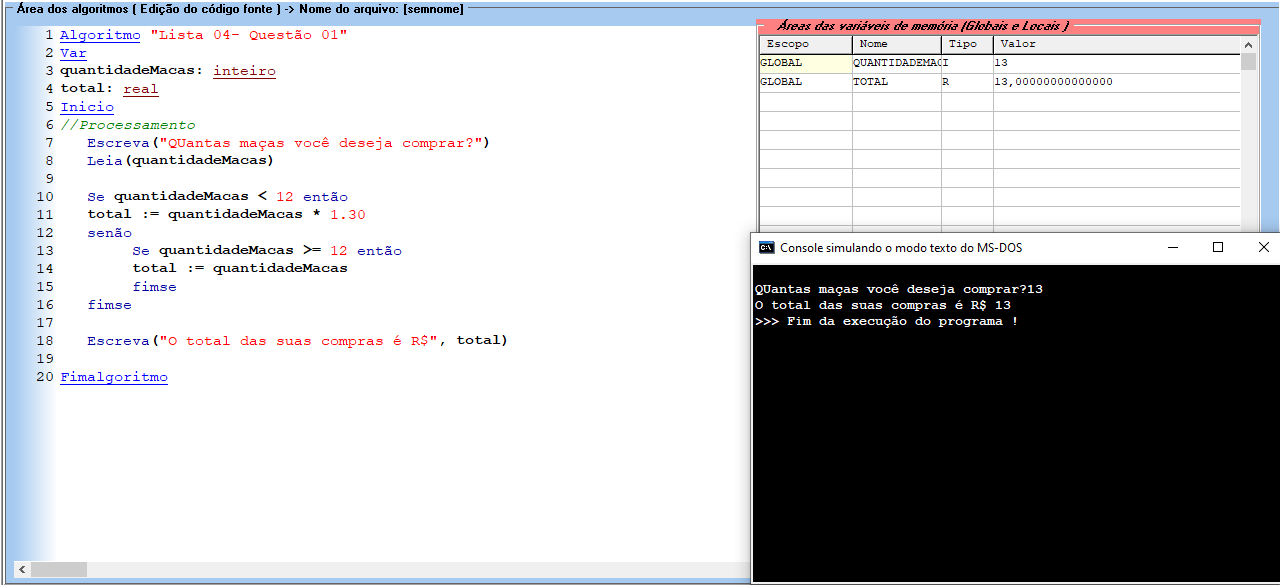 Área dos algoritmos ( Edição do código fonte ) -> Nome do arquivo: [semnome]
1 Algoritmo "Lista 04- Questão 01"
2 Var
3 quantidadeMacas: inteiro
4 total: real
5 Inicio
6 //Processamento
7 Escreva("QUantas maças você deseja comprar?")
8 Leia(quantidadeMacas)
9
10 Se quantidadeMacas < 12 então
11 total := quantidadeMacas * 1.30
12 senão
13 Se quantidadeMacas >= 12 então
14 total := quantidadeMacas
15 fimse
16 fimse
17
18 Escreva("O total das suas compras é R$", total)
19
20 Fimalgoritmo
Áreas das variáveis de memória (Globais e Locais )
Escopo Nome Tipo Valor
GLOBAL QUANTIDADEMAC I 13
GLOBAL TOTAL R 13,00000000000000
C:\ Console simulando o modo texto do MS-DOS
QUantas maças você deseja comprar?13
O total das suas compras é R$ 13
>>> Fim da execução do programa !